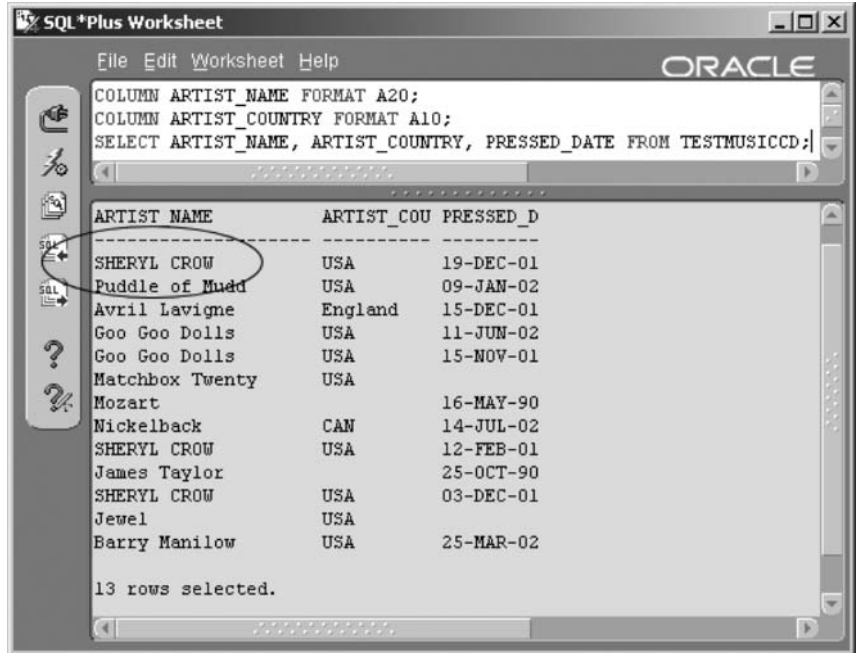 SQL*Plus Worksheet
File Edit Worksheet Help
ORACLE
COLUMN ARTIST_NAME FORMAT A20;
COLUMN ARTIST_COUNTRY FORMAT A10;
SELECT ARTIST_NAME, ARTIST_COUNTRY, PRESSED_DATE FROM TESTMUSICCD;
ARTIST_NAME ARTIST_COU PRESSED_D
-------------------- ---------- ---------
SHERYL CROW USA 19-DEC-01
Puddle of Mudd USA 09-JAN-02
Avril Lavigne England 15-DEC-01
Goo Goo Dolls USA 11-JUN-02
Goo Goo Dolls USA 15-NOV-01
Matchbox Twenty USA
Mozart 16-MAY-90
Nickelback CAN 14-JUL-02
SHERYL CROW USA 12-FEB-01
James Taylor 25-OCT-90
SHERYL CROW USA 03-DEC-01
Jewel USA
Barry Manilow USA 25-MAR-02
13 rows selected.
SQL
SQL